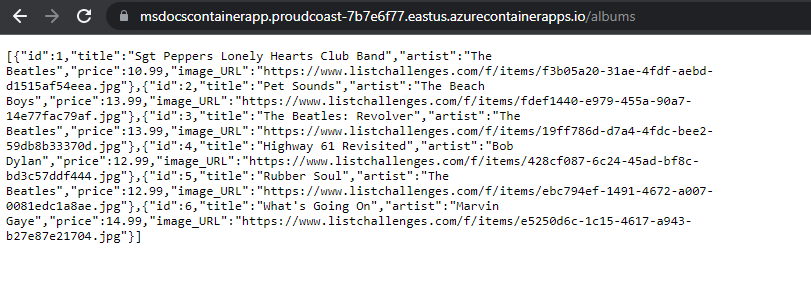 msdocscontainerapp.proudcoast-7b7e6f77.eastus.azurecontainerapps.io/albums
[{"id":1,"title":"Sgt Peppers Lonely Hearts Club Band","artist":"The
Beatles","price":10.99,"image_URL":"https://www.listchallenges.com/f/items/f3b05a20-31ae-4fdf-aebd-
d1515af54eea.jpg"},{"id":2,"title":"Pet Sounds","artist":"The Beach
Boys","price":13.99,"image_URL":"https://www.listchallenges.com/f/items/fdef1440-e979-455a-90a7-
14e77fac79af.jpg"},{"id":3,"title":"The Beatles: Revolver","artist":"The
Beatles","price":13.99,"image_URL":"https://www.listchallenges.com/f/items/19ff786d-d7a4-4fdc-bee2-
59db8b33370d.jpg"},{"id":4,"title":"Highway 61 Revisited","artist":"Bob
Dylan","price":12.99,"image_URL":"https://www.listchallenges.com/f/items/428cf087-6c24-45ad-bf8c-
bd3c57ddf444.jpg"},{"id":5,"title":"Rubber Soul","artist":"The
Beatles","price":12.99,"image_URL":"https://www.listchallenges.com/f/items/ebc794ef-1491-4672-a007-
0081edc1a8ae.jpg"},{"id":6,"title":"What's Going On","artist":"Marvin
Gaye","price":14.99,"image_URL":"https://www.listchallenges.com/f/items/e5250d6c-1c15-4617-a943-
b27e87e21704.jpg"}]